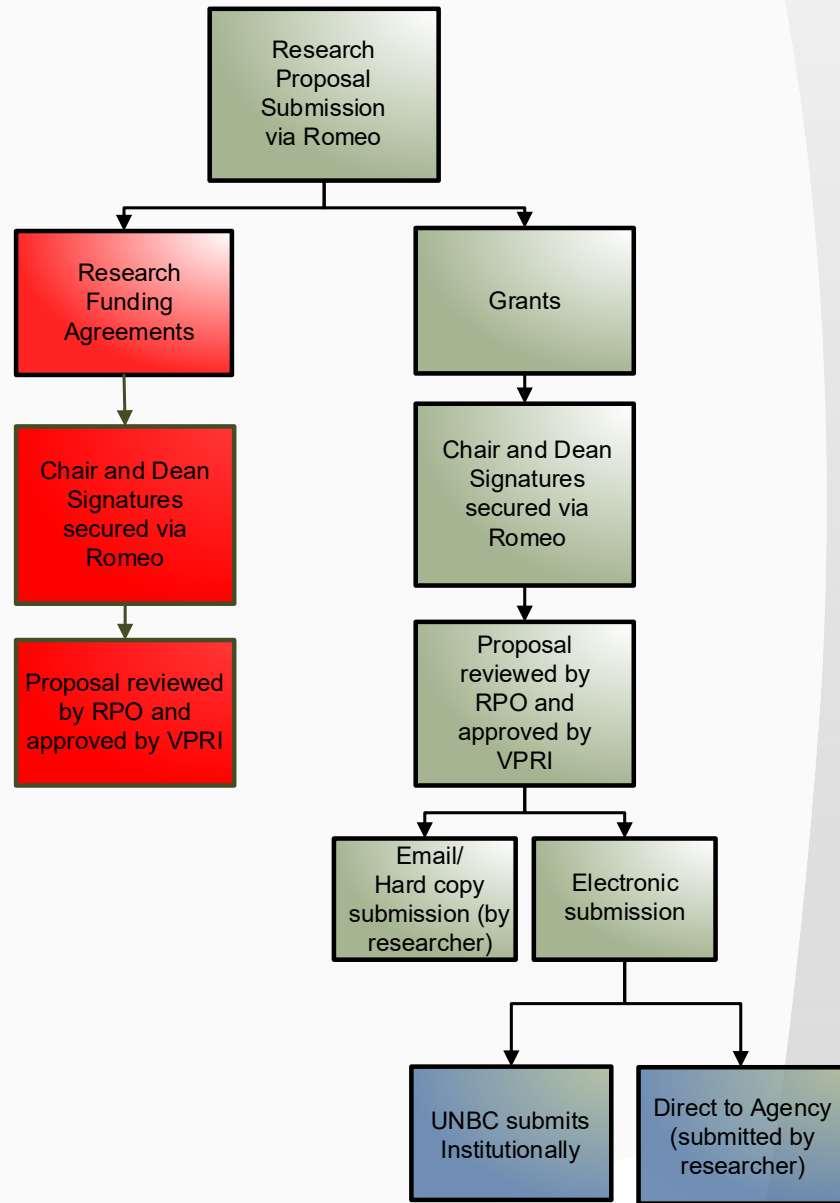 Research
Proposal
Submission
via Romeo
Research
Funding
Agreements
Grants
Chair and Dean
Signatures
secured via
Romeo
Chair and Dean
Signatures
secured via
Romeo
Proposal reviewed
by RPO and
approved by VPRI
Proposal
reviewed by
RPO and
approved by
VPRI
Email/
Hard copy
submission (by
researcher)
Electronic
submission
UNBC submits
Institutionally
Direct to Agency
(submitted by
researcher)